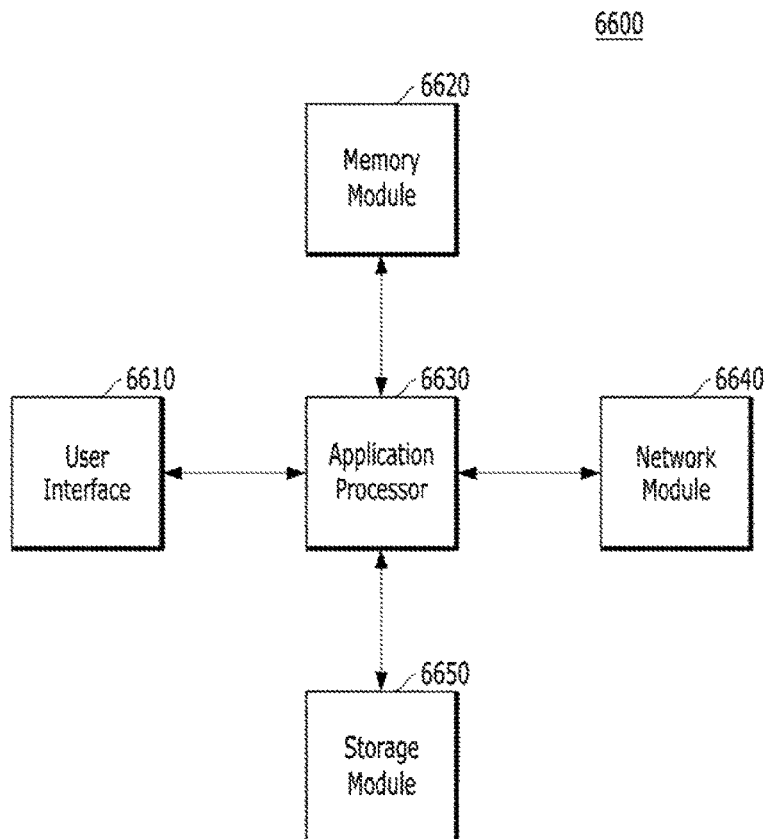 6600
6620
Memory
Module
6610
User
Interface
6630
Application
Processor
6640
Network
Module
6650
Storage
Module